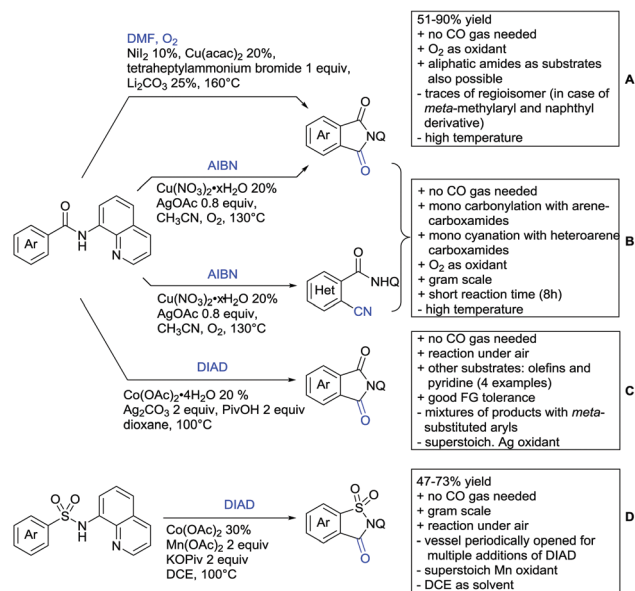 DMF, O2
NiI2 10%, Cu(acac)2 20%,
tetraheptylammonium bromide 1 equiv,
Li2CO3 25%, 160°C
O
Ar
NQ
O
51-90% yield
+ no CO gas needed
+ O2 as oxidant
+ aliphatic amides as substrates
also possible
- traces of regioisomer (in case of
meta-methylaryl and naphthyl
derivative)
- high temperature
A
O
Ar
N
H
N
AIBN
Cu(NO3)2•xH2O 20%
AgOAc 0.8 equiv,
CH3CN, O2, 130°C
AIBN
Cu(NO3)2•xH2O 20%
AgOAc 0.8 equiv,
CH3CN, O2, 130°C
O
NHQ
Het
CN
+ no CO gas needed
+ mono carbonylation with arene-
carboxamides
+ mono cyanation with heteroarene
carboxamides
+ O2 as oxidant
+ gram scale
+ short reaction time (8h)
- high temperature
B
DIAD
Co(OAc)2•4H2O 20 %
Ag2CO3 2 equiv, PivOH 2 equiv
dioxane, 100°C
O
Ar
NQ
O
+ no CO gas needed
+ reaction under air
+ other substrates: olefins and
pyridine (4 examples)
+ good FG tolerance
- mixtures of products with meta-
substituted aryls
- superstoich. Ag oxidant
C
O O
S
Ar
N
H
N
DIAD
Co(OAc)2 30%
Mn(OAc)2 2 equiv
KOPiv 2 equiv
DCE, 100°C
O O
S
Ar
NQ
O
47-73% yield
+ no CO gas needed
+ gram scale
+ reaction under air
- vessel periodically opened for
multiple additions of DIAD
- superstoich Mn oxidant
- DCE as solvent
D